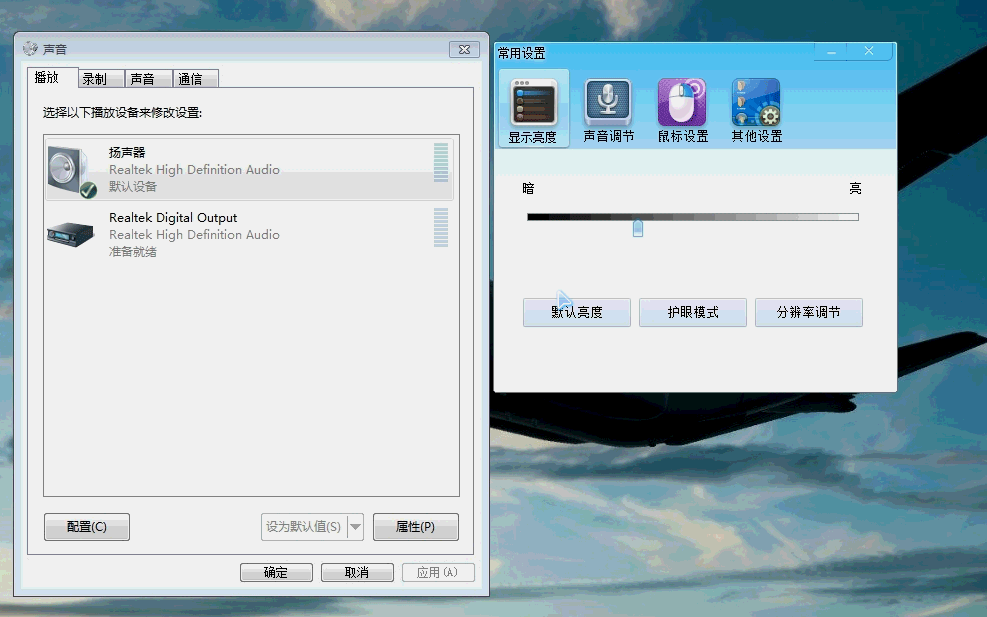 声音
播放 录制 声音 通信
选择以下播放设备来修改设置:
扬声器
Realtek High Definition Audio
默认设备
Realtek Digital Output
Realtek High Definition Audio
准备就绪
配置(C) 设为默认值(S) 属性(P)
确定 取消 应用(A)
常用设置
显示亮度 声音调节 鼠标设置 其他设置
暗 亮
默认亮度 护眼模式 分辨率调节